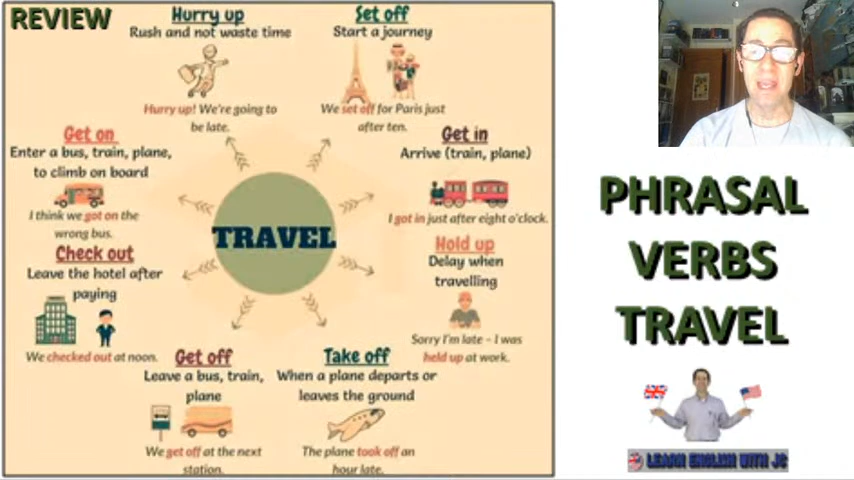 REVIEW
Hurry up
Rush and not waste time
Hurry up! We're going to
be late.
Set off
Start a journey
We set off for Paris just
after ten.
Get on
Enter a bus, train, plane,
to climb on board
I think we got on the
wrong bus.
Get in
Arrive (train, plane)
I got in just after eight o'clock.
Check out
Leave the hotel after
paying
We checked out at noon.
TRAVEL
Hold up
Delay when
travelling
Sorry I'm late - I was
held up at work.
Get off
Leave a bus, train,
plane
We get off at the next
station.
Take off
When a plane departs or
leaves the ground
The plane took off an
hour late.
PHRASAL
VERBS
TRAVEL
LEARN ENGLISH WITH JC